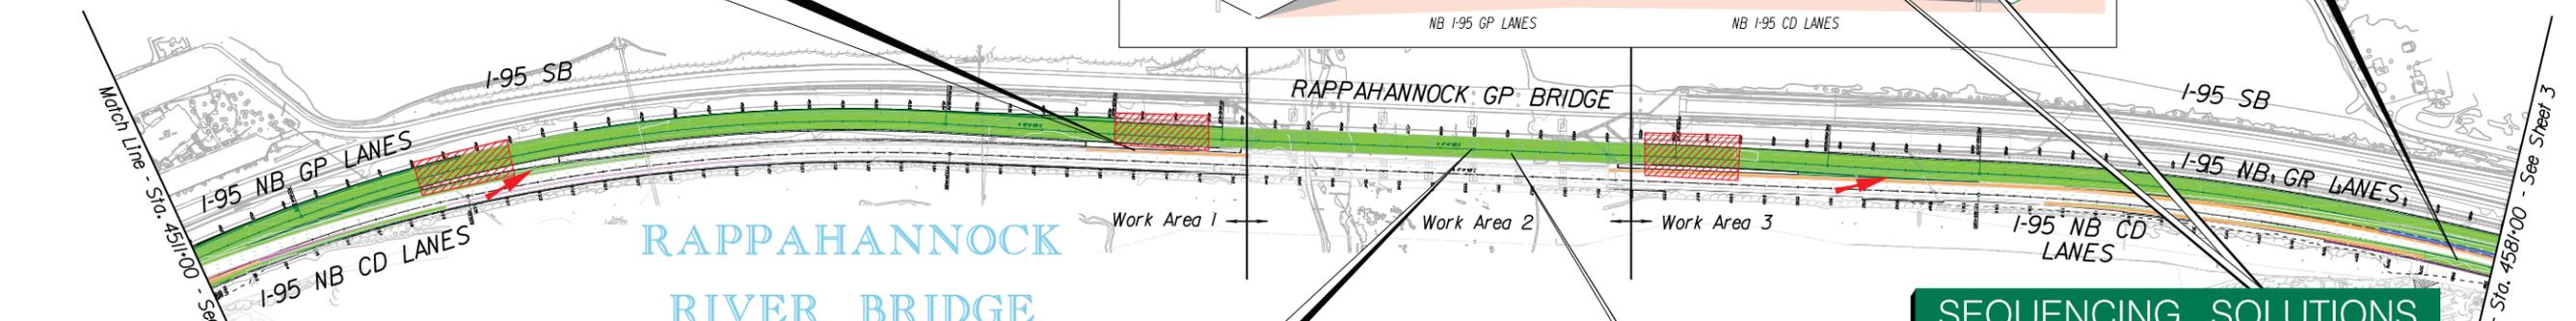 NB I-95 GP LANES
NB I-95 CD LANES
I-95 SB
RAPPAHANNOCK GP BRIDGE
I-95 SB
Match Line - Sta. 4511+00 - See
I-95 NB GP LANES
I-95 NB GP LANES
Sta. 4581+00 - See Sheet 3
I-95 NB CD LANES
Work Area 1
Work Area 2
Work Area 3
I-95 NB CD
LANES
RAPPAHANNOCK
RIVER BRIDGE
SEQUENCING SOLUTIONS